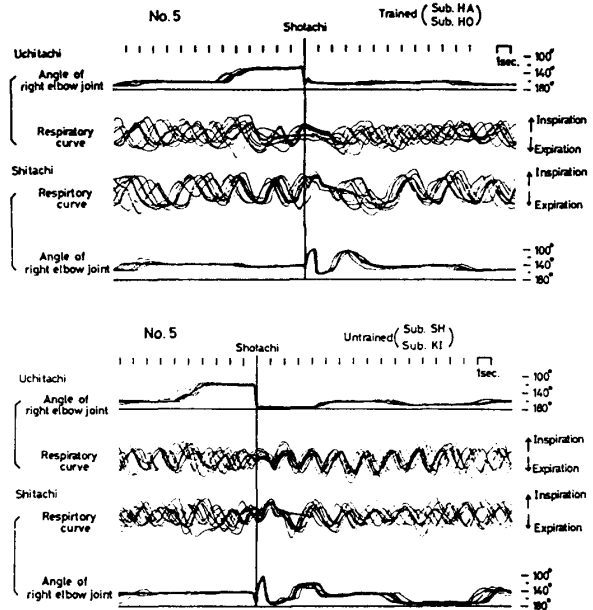 No.5
Shotachi
Trained ( Sub. HA
Sub. HO )
1sec.
Uchitachi
Angle of
right elbow joint
100°
140°
180°
Respiratory
curve
Inspiration
Expiration
Shitachi
Respirtory
curve
Inspiration
Expiration
Angle of
right elbow joint
100°
140°
180°
No.5
Shotachi
Untrained ( Sub. SH
Sub. KI )
1sec.
Uchitachi
Angle of
right elbow joint
100°
140°
180°
Respiratory
curve
Inspiration
Expiration
Shitachi
Respirtory
curve
Inspiration
Expiration
Angle of
right elbow joint
100°
140°
180°